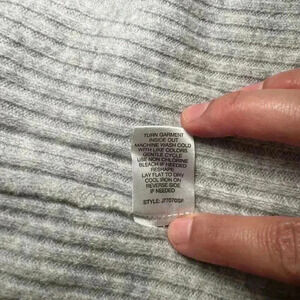 TURN GARMENT
INSIDE OUT
MACHINE WASH COLD
WITH LIKE COLORS
GENTLE CYCLE
USE NON CHLORINE
BLEACH IF NEEDED
RESHAPE
LAY FLAT TO DRY
COOL IRON ON
REVERSE SIDE
IF NEEDED
STYLE: